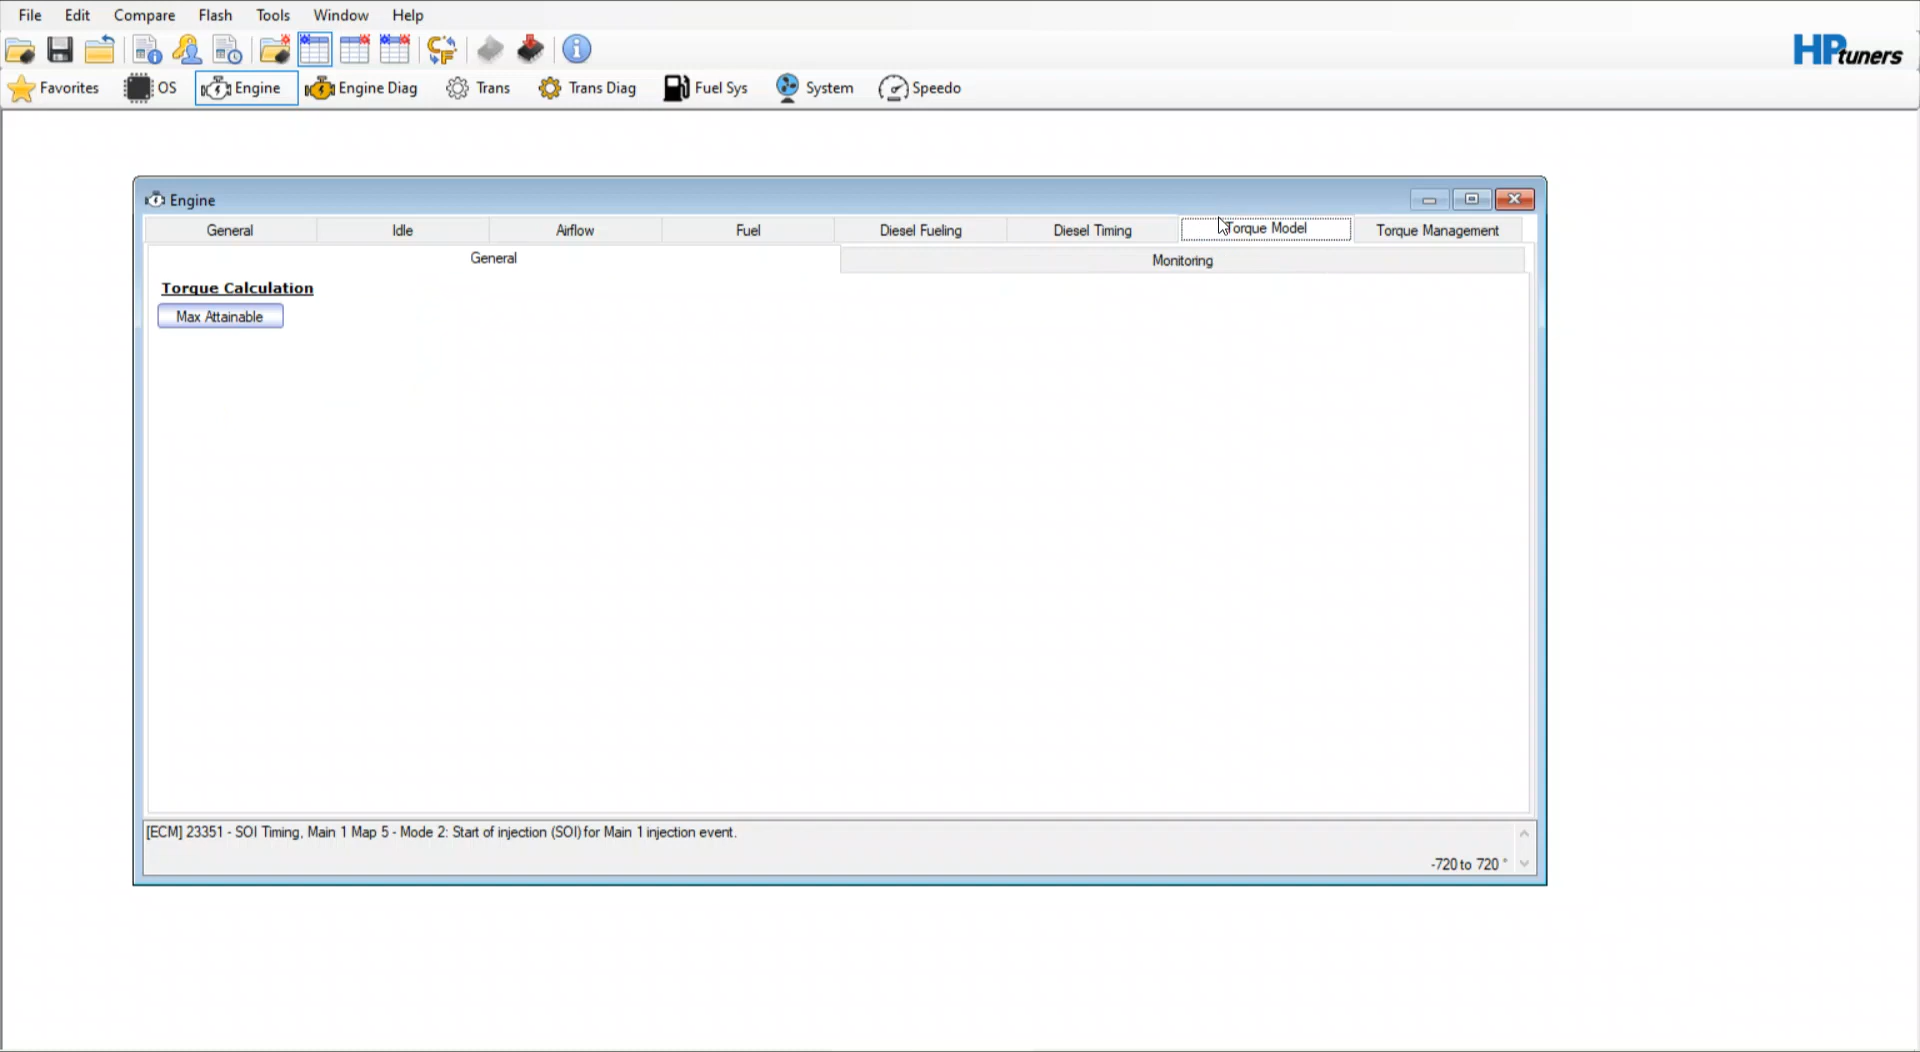 File Edit Compare Flash Tools Window Help
HPtuners
Favorites OS Engine Engine Diag Trans Trans Diag Fuel Sys System Speedo
Engine
General Idle Airflow Fuel Diesel Fueling Diesel Timing Torque Model Torque Management
General Monitoring
Torque Calculation
Max Attainable
[ECM] 23351 - SOI Timing, Main 1 Map 5 - Mode 2: Start of injection (SOI) for Main 1 injection event.
-720 to 720 °